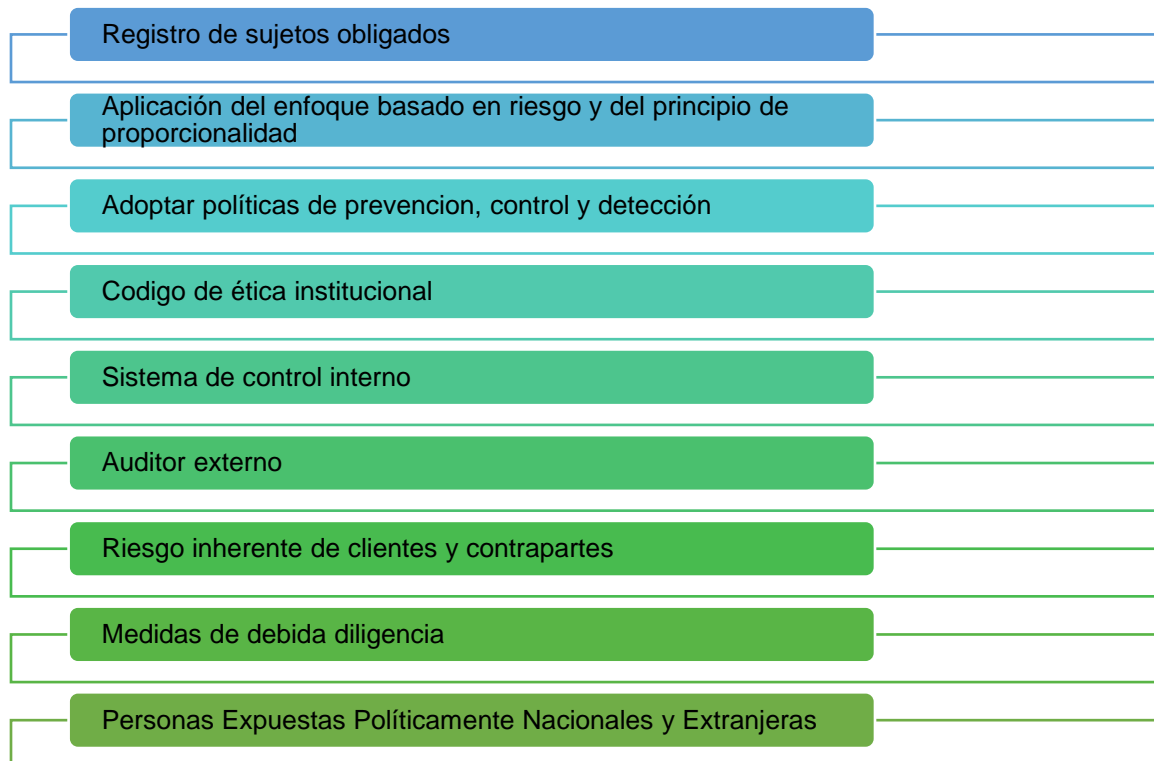 Registro de sujetos obligados
Aplicación del enfoque basado en riesgo y del principio de
proporcionalidad
Adoptar políticas de prevencion, control y detección
Codigo de ética institucional
Sistema de control interno
Auditor externo
Riesgo inherente de clientes y contrapartes
Medidas de debida diligencia
Personas Expuestas Políticamente Nacionales y Extranjeras